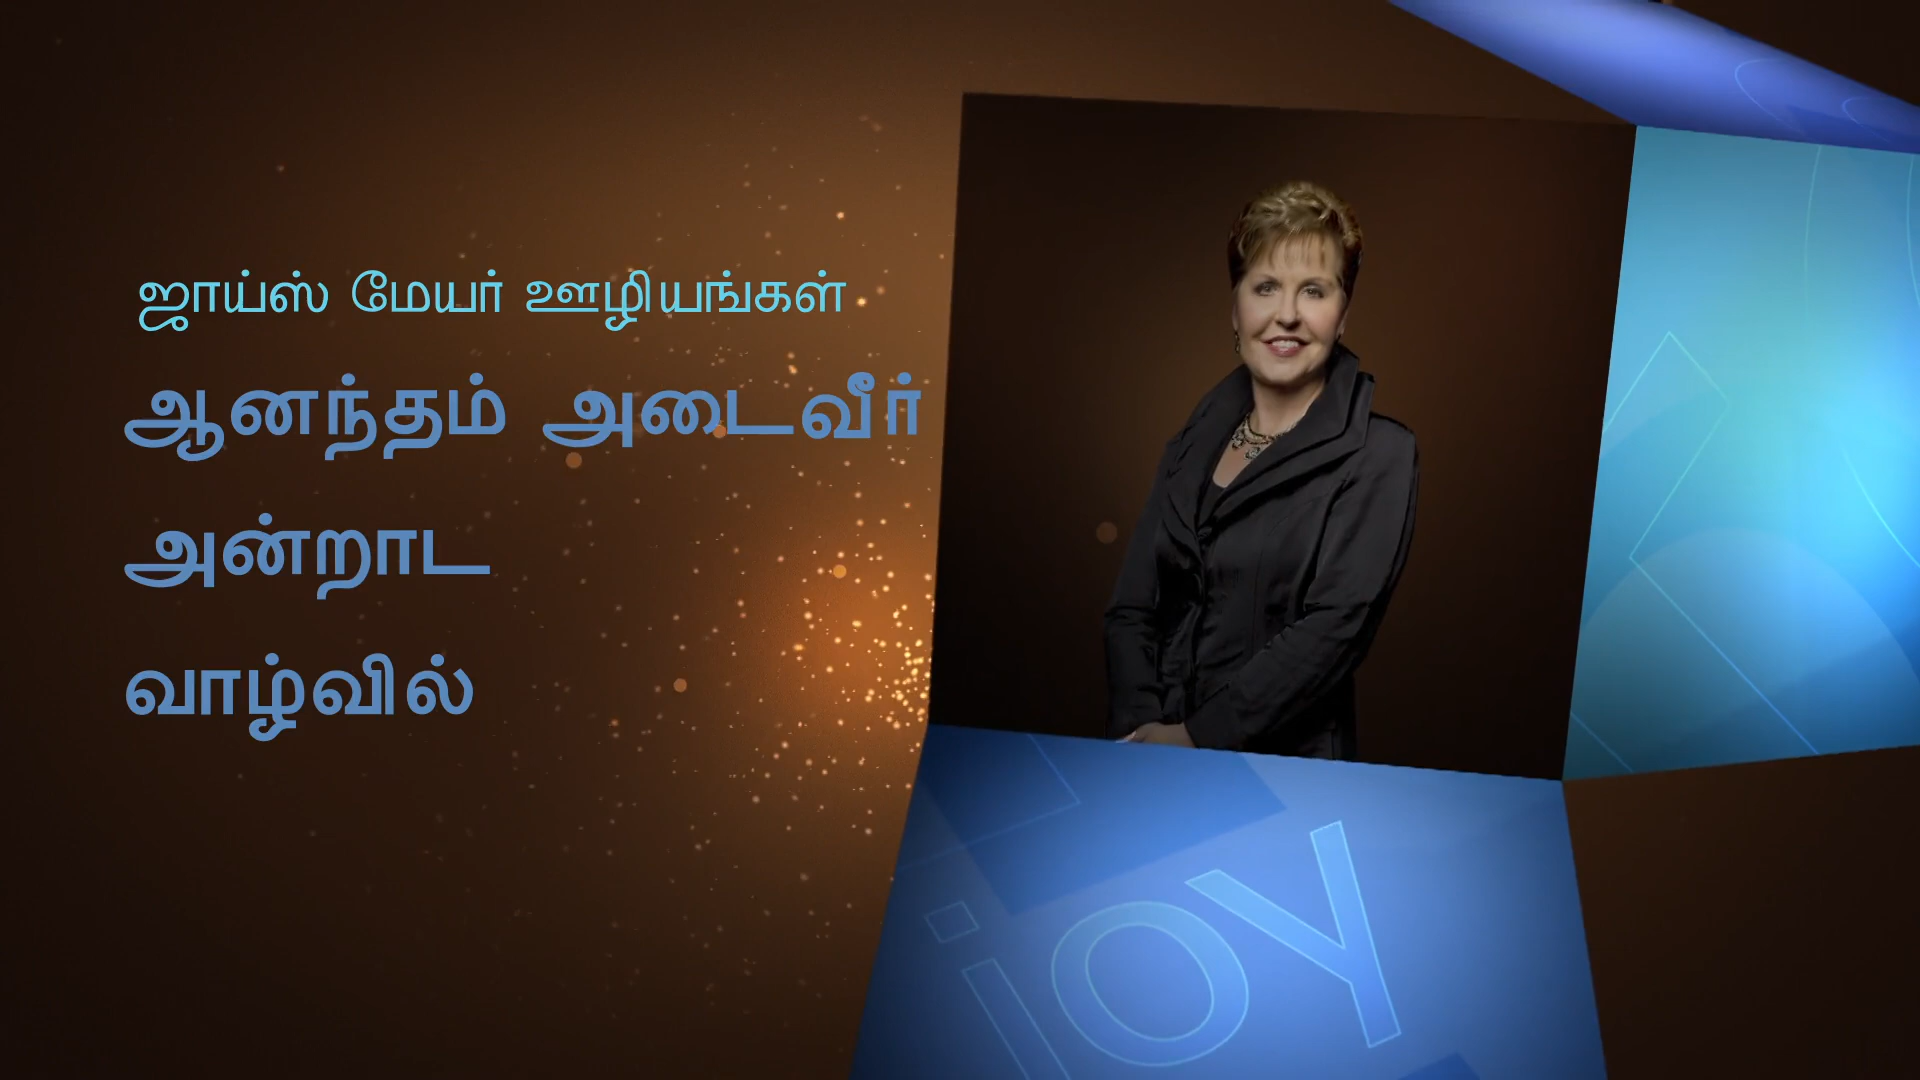 ஜாய்ஸ் மேயர் ஊழியங்கள்
ஆனந்தம் அடைவீர்
அன்றாட
வாழ்வில்
joy